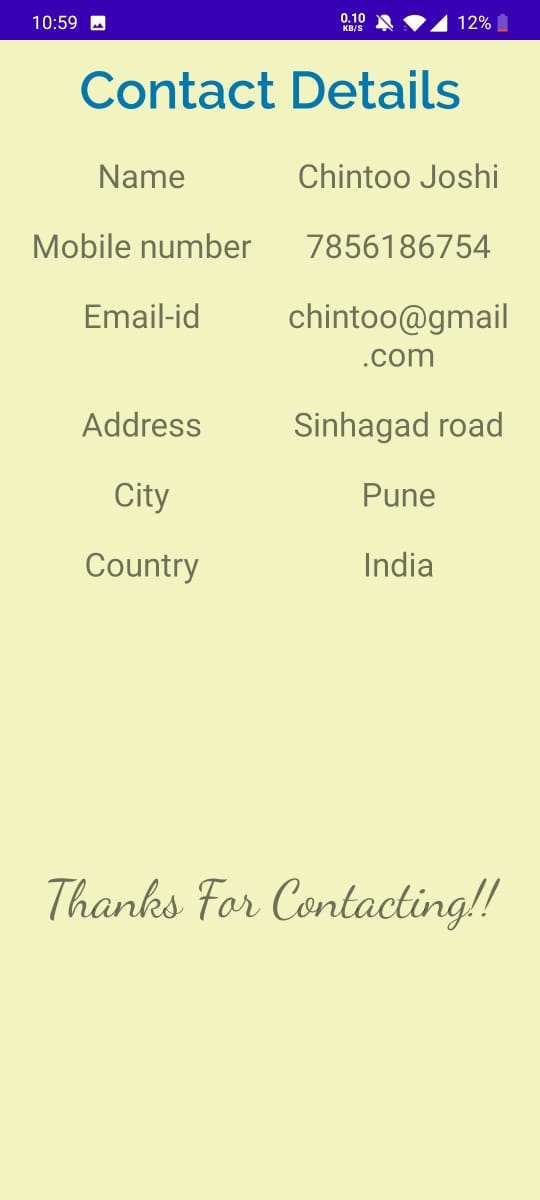 10:59 0.10 KB/S 12%
Contact Details
Name Chintoo Joshi
Mobile number 7856186754
Email-id chintoo@gmail
.com
Address Sinhagad road
City Pune
Country India
Thanks For Contacting!!